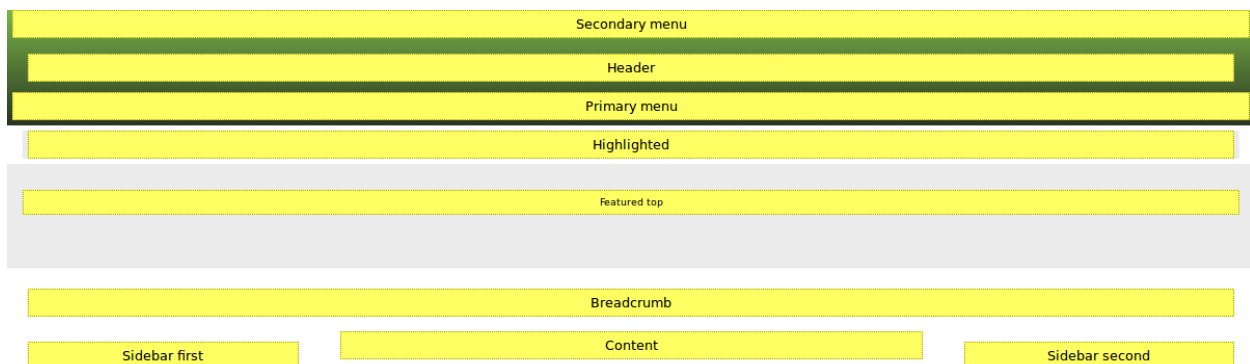 Secondary menu
Header
Primary menu
Highlighted
Featured top
Breadcrumb
Sidebar first
Content
Sidebar second